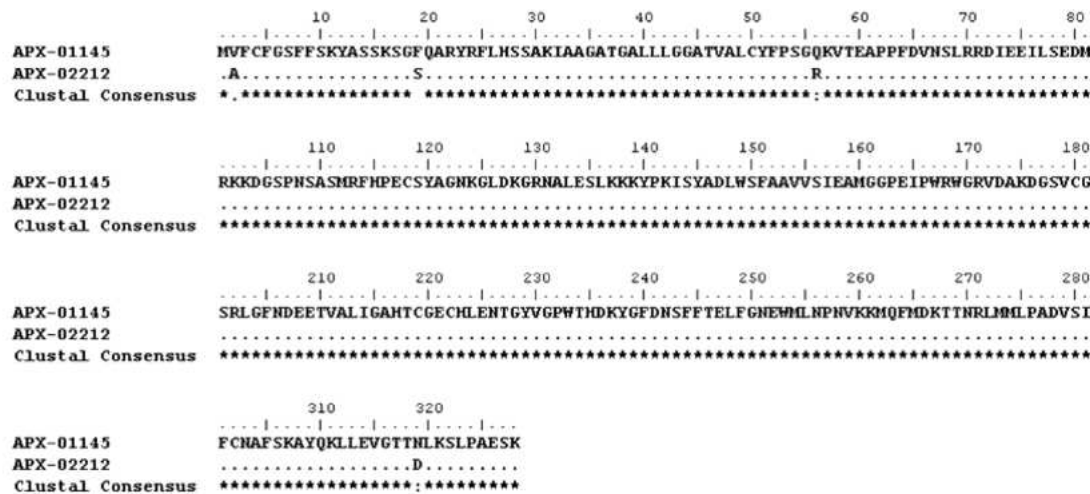 10 20 30 40 50 60 70 80
....|....|....|....|....|....|....|....|....|....|....|....|....|....|....|....|.
APX-01145 MVFCFGSFFSKYASSKSGFQARYRFLHSSAKIAAGATGALLLGGATVALCYFPSGQKVTEAPPFDVNSLRRDIEEILSEDM
APX-02212 .A................S....................................R.........................
Clustal Consensus *.**************** ************************************:*************************
110 120 130 140 150 160 170 180
....|....|....|....|....|....|....|....|....|....|....|....|....|....|....|....|.
APX-01145 RKKDGSPNSASMRFHPECSYAGNKGLDKGRNALESLKKKYPKISYADLWSFAAVVSIEAMGGPEIPWRWGRVDAKDGSVCG
APX-02212 .................................................................................
Clustal Consensus *********************************************************************************
210 220 230 240 250 260 270 280
....|....|....|....|....|....|....|....|....|....|....|....|....|....|....|....|.
APX-01145 SRLGFNDEETVALIGAHTCGECHLENTGYVGPWTHDKYGFDNSFFTELFGNEWMLNPNVKKMQFMDKTTNRLMMLPADVSI
APX-02212 .................................................................................
Clustal Consensus *********************************************************************************
310 320
....|....|....|....|....|...
APX-01145 FCNAFSKAYQKLLEVGTTNLKSLPAESK
APX-02212 ..................D.........
Clustal Consensus ******************:*********